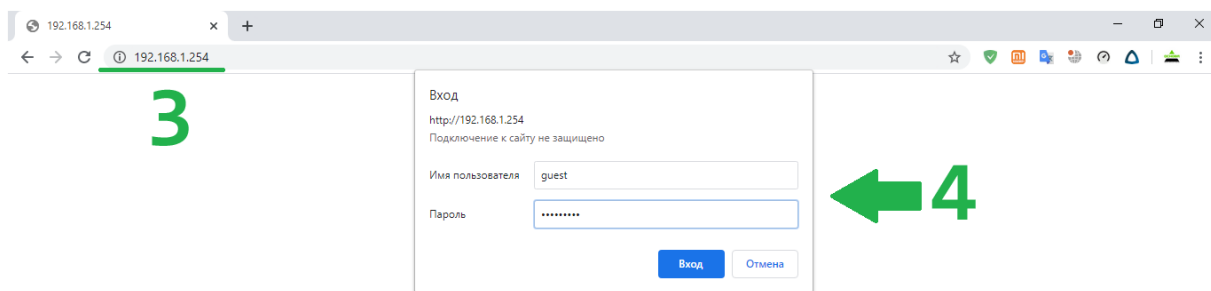 192.168.1.254
192.168.1.254
3
Вход
http://192.168.1.254
Подключение к сайту не защищено
Имя пользователя guest
Пароль •••••••••
4
Вход Отмена